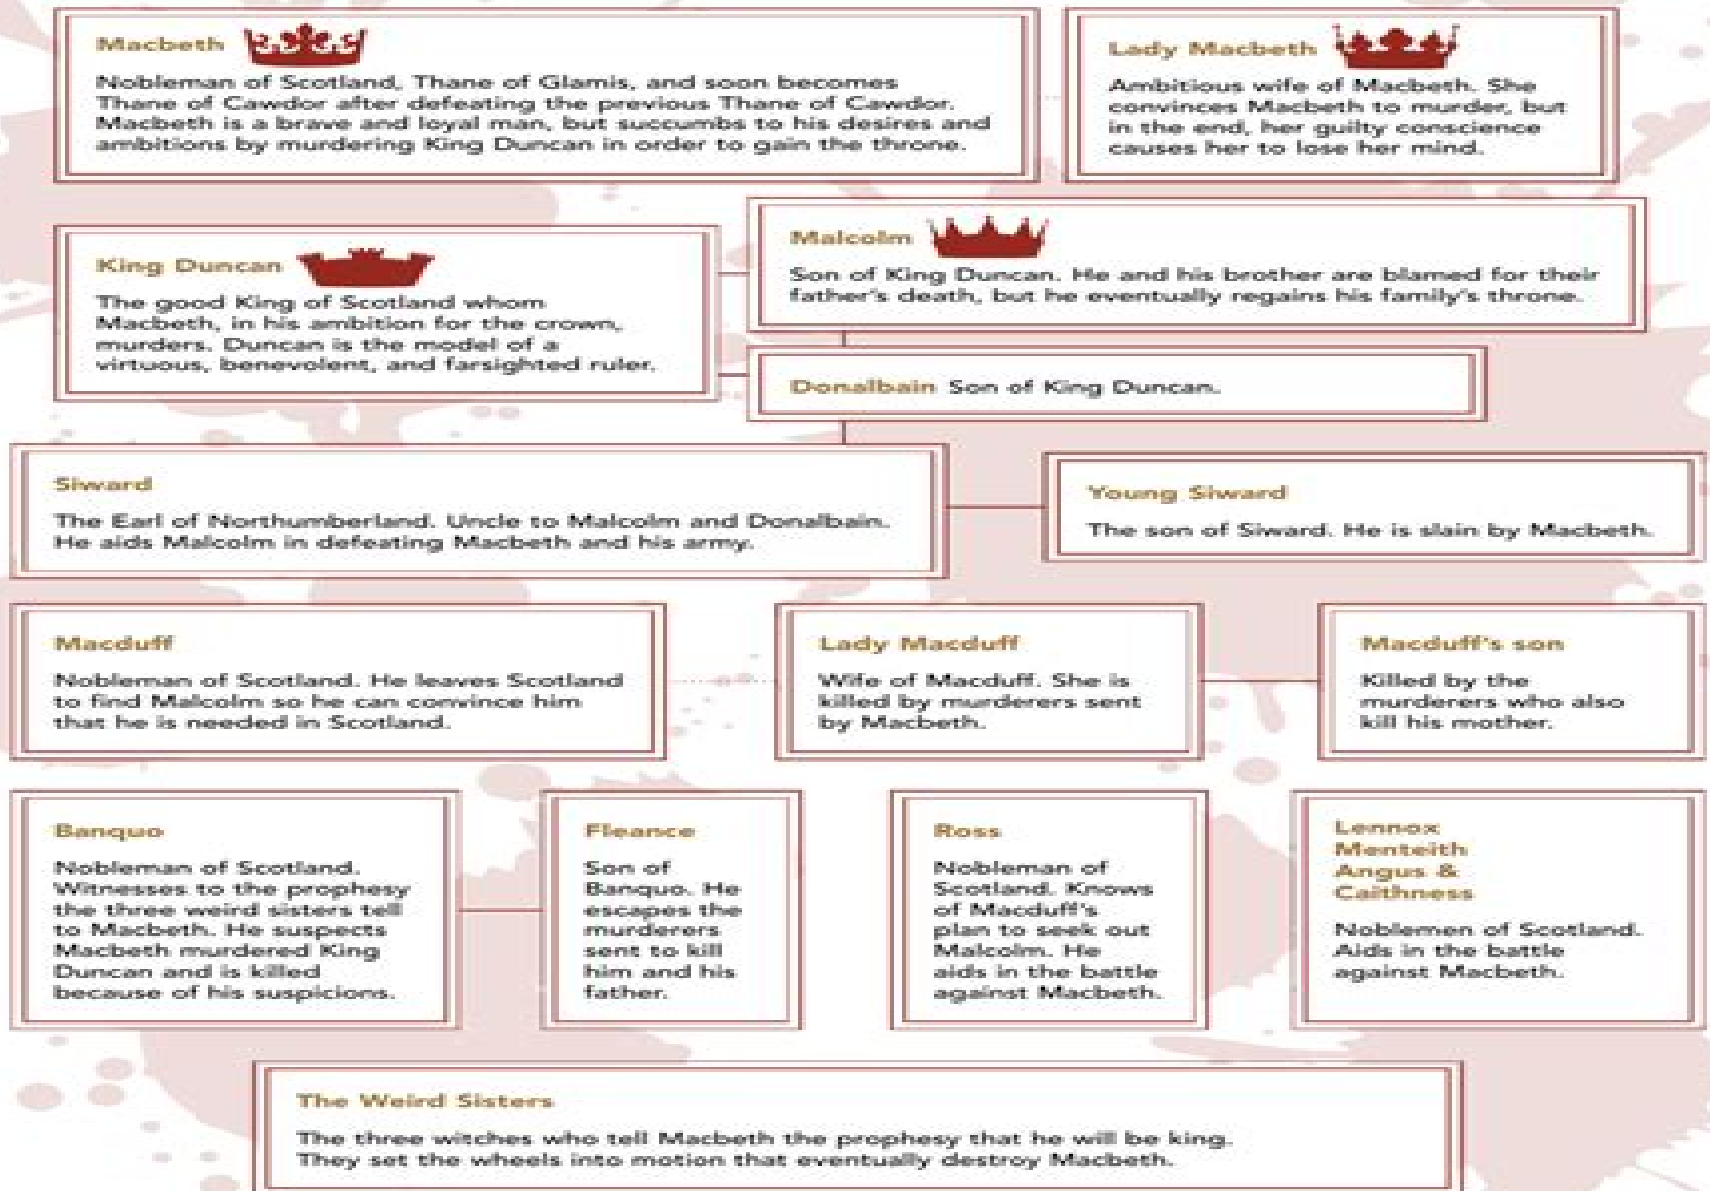 Macbeth
Nobleman of Scotland, Thane of Glamis, and soon becomes
Thane of Cawdor after defeating the previous Thane of Cawdor.
Macbeth is a brave and loyal man, but succumbs to his desires and
ambitions by murdering King Duncan in order to gain the throne.
Lady Macbeth
Ambitious wife of Macbeth. She
convinces Macbeth to murder, but
in the end, her guilty conscience
causes her to lose her mind.
King Duncan
The good King of Scotland whom
Macbeth, in his ambition for the crown,
murders. Duncan is the model of a
virtuous, benevolent, and farsighted ruler.
Malcolm
Son of King Duncan. He and his brother are blamed for their
father's death, but he eventually regains his family's throne.
Donalbain Son of King Duncan.
Siward
The Earl of Northumberland. Uncle to Malcolm and Donalbain.
He aids Malcolm in defeating Macbeth and his army.
Young Siward
The son of Siward. He is slain by Macbeth.
Macduff
Nobleman of Scotland. He leaves Scotland
to find Malcolm so he can convince him
that he is needed in Scotland.
Lady Macduff
Wife of Macduff. She is
killed by murderers sent
by Macbeth.
Macduff's son
Killed by the
murderers who also
kill his mother.
Banquo
Nobleman of Scotland.
Witnesses to the prophesy
the three weird sisters tell
to Macbeth. He suspects
Macbeth murdered King
Duncan and is killed
because of his suspicions.
Fleance
Son of
Banquo. He
escapes the
murderers
sent to kill
him and his
father.
Ross
Nobleman of
Scotland. Knows
of Macduff's
plan to seek out
Malcolm. He
aids in the battle
against Macbeth.
Lennox
Menteith
Angus &
Caithness
Noblemen of Scotland.
Aids in the battle
against Macbeth.
The Weird Sisters
The three witches who tell Macbeth the prophesy that he will be king.
They set the wheels into motion that eventually destroy Macbeth.